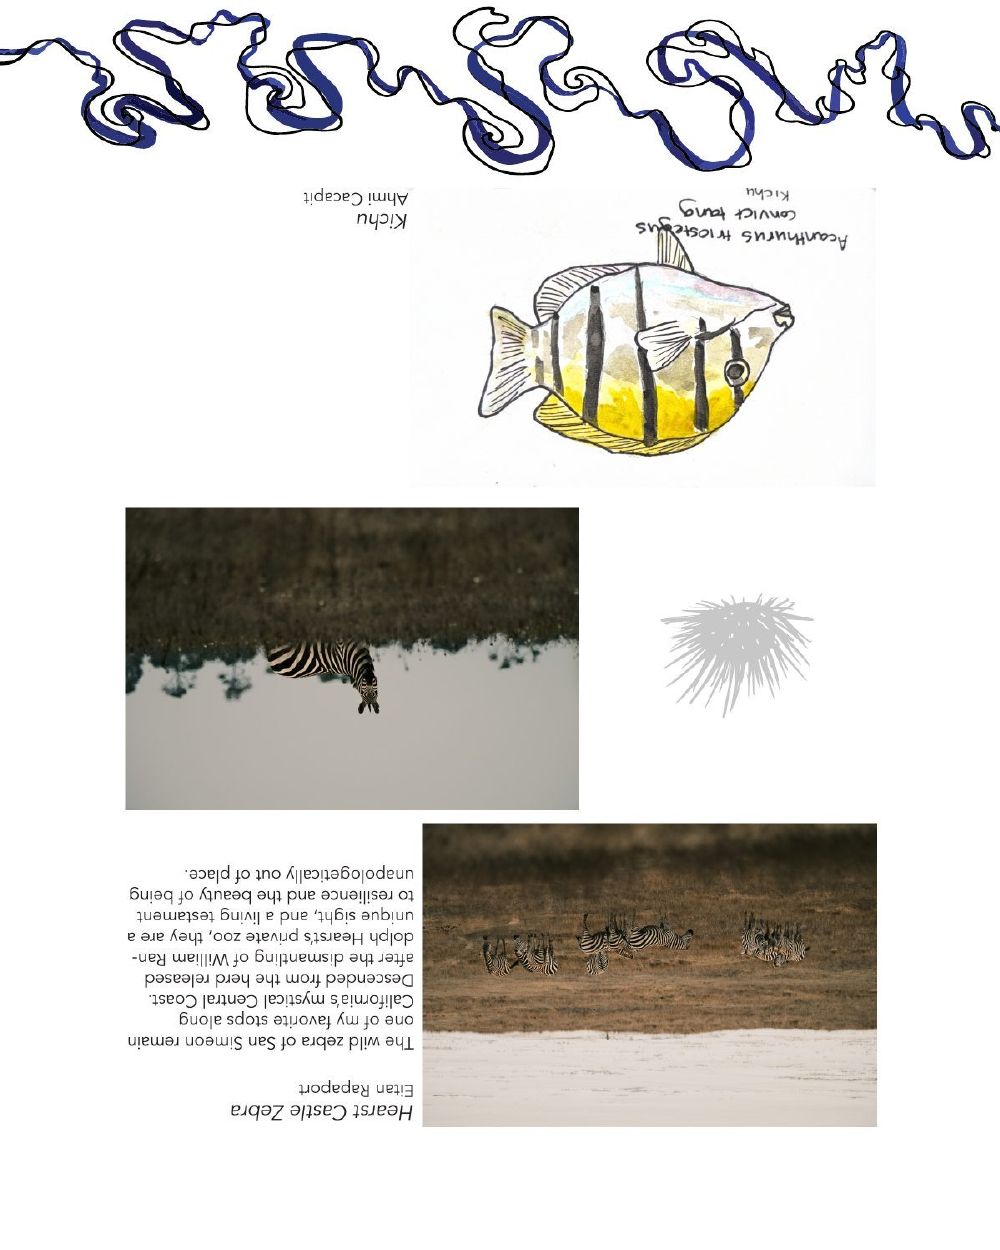 Hearst Castle Zebra
Eitan Rapaport
The wild zebra of San Simeon remain
one of my favorite stops along
California's mystical Central Coast.
Descended from the herd released
after the dismantling of William Ran-
dolph Hearst's private zoo, they are a
unique sight, and a living testament
to resilience and the beauty of being
unapologetically out of place.
Acanthurus triostegus
convict tang
Kichu
Kichu
Ahmi Cacapit